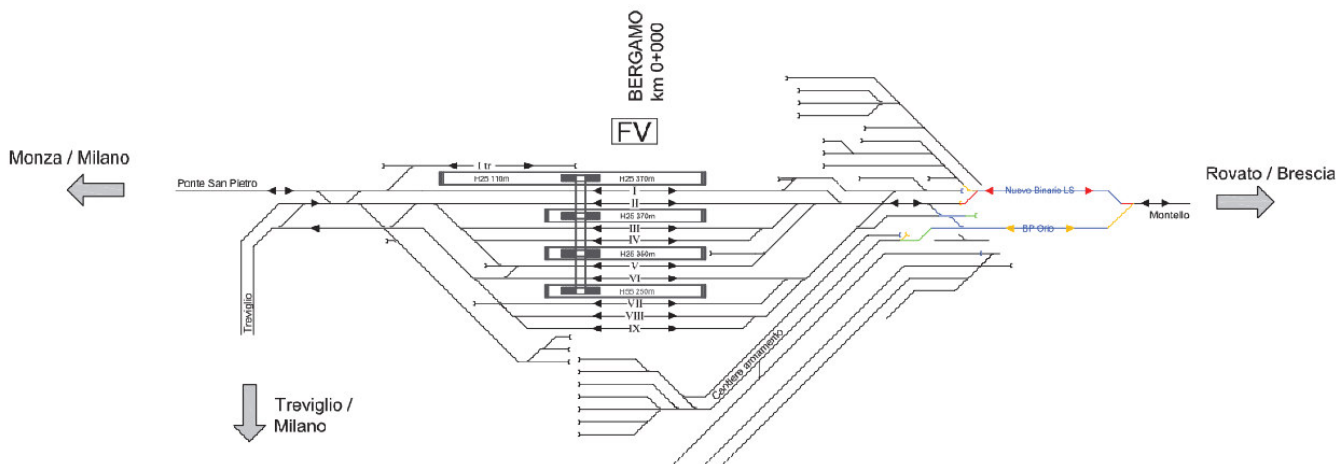 BERGAMO
km 0+000
FV
Monza / Milano
Ponte San Pietro
I tr
H25 110m
H25 370m
I
II
H25 370m
III
IV
H25 350m
V
VI
H55 250m
VII
VIII
IX
Nuovo Binario LS
BP Orio
Montello
Rovato / Brescia
Treviglio
Cantiere armamento
Treviglio /
Milano